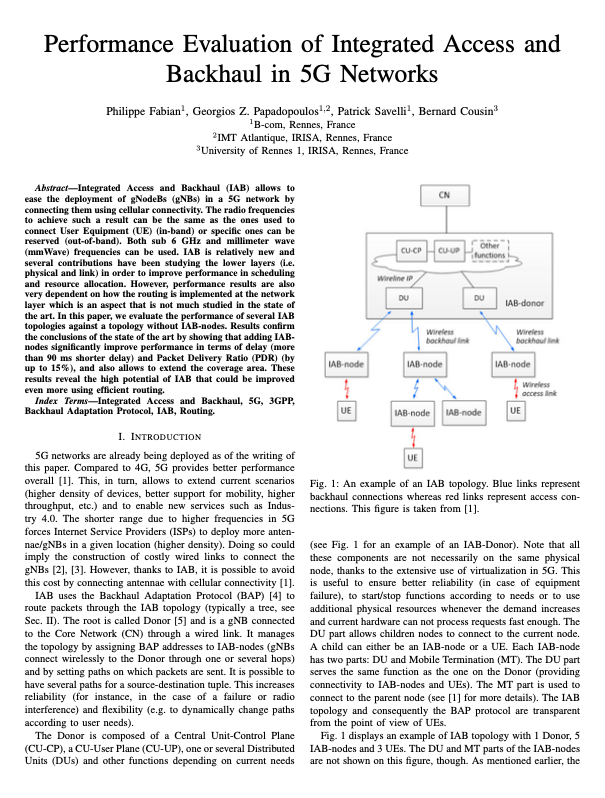 Performance Evaluation of Integrated Access and
Backhaul in 5G Networks
Philippe Fabian1, Georgios Z. Papadopoulos1,2, Patrick Savelli1, Bernard Cousin3
1B-com, Rennes, France
2IMT Atlantique, IRISA, Rennes, France
3University of Rennes 1, IRISA, Rennes, France
Abstract—Integrated Access and Backhaul (IAB) allows to
ease the deployment of gNodeBs (gNBs) in a 5G network by
connecting them using cellular connectivity. The radio frequencies
to achieve such a result can be the same as the ones used to
connect User Equipment (UE) (in-band) or specific ones can be
reserved (out-of-band). Both sub 6 GHz and millimeter wave
(mmWave) frequencies can be used. IAB is relatively new and
several contributions have been studying the lower layers (i.e.
physical and link) in order to improve performance in scheduling
and resource allocation. However, performance results are also
very dependent on how the routing is implemented at the network
layer which is an aspect that is not much studied in the state of
the art. In this paper, we evaluate the performance of several IAB
topologies against a topology without IAB-nodes. Results confirm
the conclusions of the state of the art by showing that adding IAB-
nodes significantly improve performance in terms of delay (more
than 90 ms shorter delay) and Packet Delivery Ratio (PDR) (by
up to 15%), and also allows to extend the coverage area. These
results reveal the high potential of IAB that could be improved
even more using efficient routing.
Index Terms—Integrated Access and Backhaul, 5G, 3GPP,
Backhaul Adaptation Protocol, IAB, Routing.
I. INTRODUCTION
5G networks are already being deployed as of the writing of
this paper. Compared to 4G, 5G provides better performance
overall [1]. This, in turn, allows to extend current scenarios
(higher density of devices, better support for mobility, higher
throughput, etc.) and to enable new services such as Indus-
try 4.0. The shorter range due to higher frequencies in 5G
forces Internet Service Providers (ISPs) to deploy more anten-
nae/gNBs in a given location (higher density). Doing so could
imply the construction of costly wired links to connect the
gNBs [2], [3]. However, thanks to IAB, it is possible to avoid
this cost by connecting antennae with cellular connectivity [1].
IAB uses the Backhaul Adaptation Protocol (BAP) [4] to
route packets through the IAB topology (typically a tree, see
Sec. II). The root is called Donor [5] and is a gNB connected
to the Core Network (CN) through a wired link. It manages
the topology by assigning BAP addresses to IAB-nodes (gNBs
connect wirelessly to the Donor through one or several hops)
and by setting paths on which packets are sent. It is possible to
have several paths for a source-destination tuple. This increases
reliability (for instance, in the case of a failure or radio
interference) and flexibility (e.g. to dynamically change paths
according to user needs).
The Donor is composed of a Central Unit-Control Plane
(CU-CP), a CU-User Plane (CU-UP), one or several Distributed
Units (DUs) and other functions depending on current needs
CN
CU-CP
CU-UP
Other
functions
Wireline IP
DU
DU
IAB-donor
Wireless
backhaul link
Wireless
backhaul link
IAB-node
IAB-node
IAB-node
Wireless
access link
UE
IAB-node
IAB-node
UE
UE
Fig. 1: An example of an IAB topology. Blue links represent
backhaul connections whereas red links represent access con-
nections. This figure is taken from [1].
(see Fig. 1 for an example of an IAB-Donor). Note that all
these components are not necessarily on the same physical
node, thanks to the extensive use of virtualization in 5G. This
is useful to ensure better reliability (in case of equipment
failure), to start/stop functions according to needs or to use
additional physical resources whenever the demand increases
and current hardware can not process requests fast enough. The
DU part allows children nodes to connect to the current node.
A child can either be an IAB-node or a UE. Each IAB-node
has two parts: DU and Mobile Termination (MT). The DU part
serves the same function as the one on the Donor (providing
connectivity to IAB-nodes and UEs). The MT part is used to
connect to the parent node (see [1] for more details). The IAB
topology and consequently the BAP protocol are transparent
from the point of view of UEs.
Fig. 1 displays an example of IAB topology with 1 Donor, 5
IAB-nodes and 3 UEs. The DU and MT parts of the IAB-nodes
are not shown on this figure, though. As mentioned earlier, the